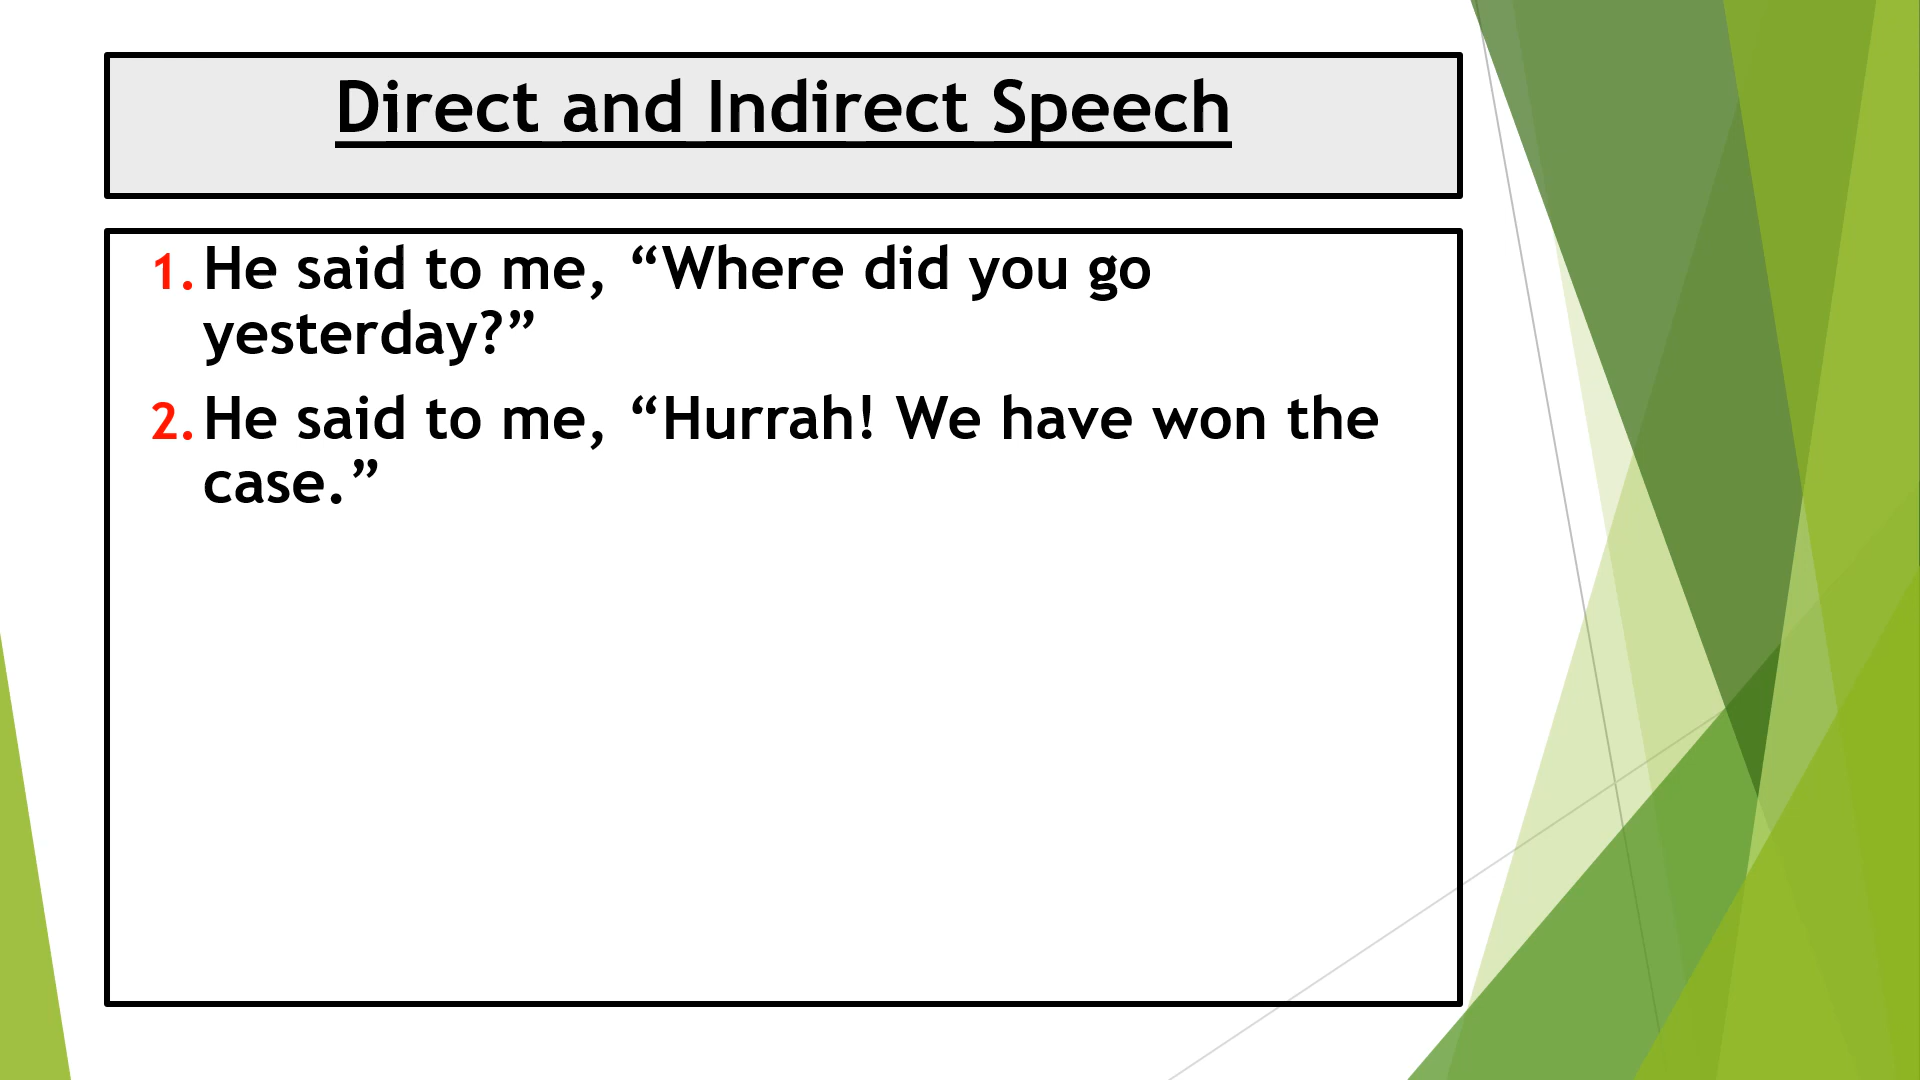 Direct and Indirect Speech
1. He said to me, “Where did you go
yesterday?”
2. He said to me, “Hurrah! We have won the
case.”